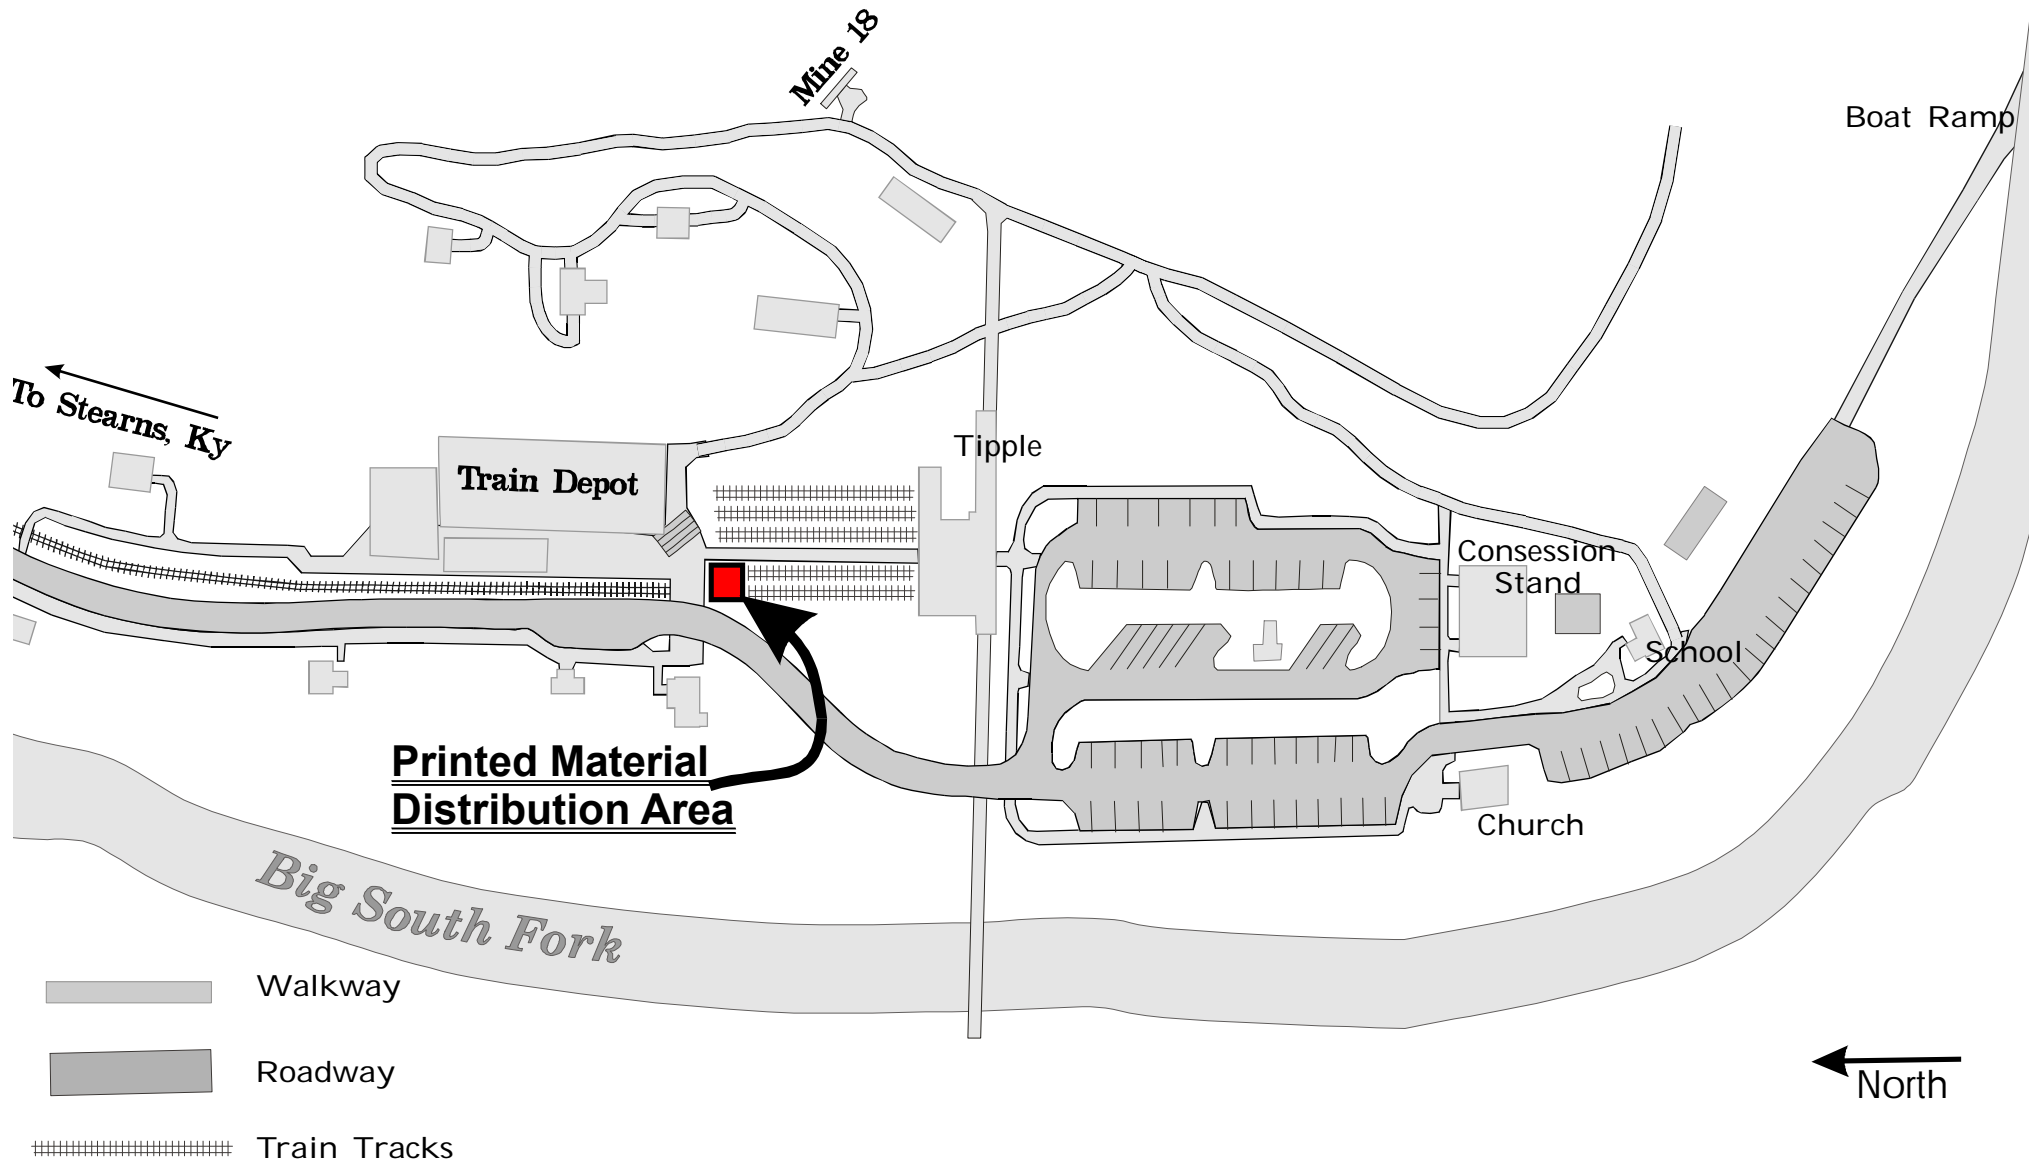 Mine 18
Boat Ramp
To Stearns, Ky
Train Depot
Tipple
Consession
Stand
School
Printed Material
Distribution Area
Church
Big South Fork
Walkway
Roadway
Train Tracks
North